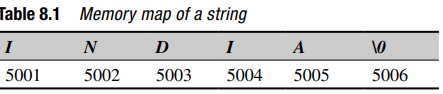 Table 8.1 Memory map of a string
I N D I A \0
5001 5002 5003 5004 5005 5006